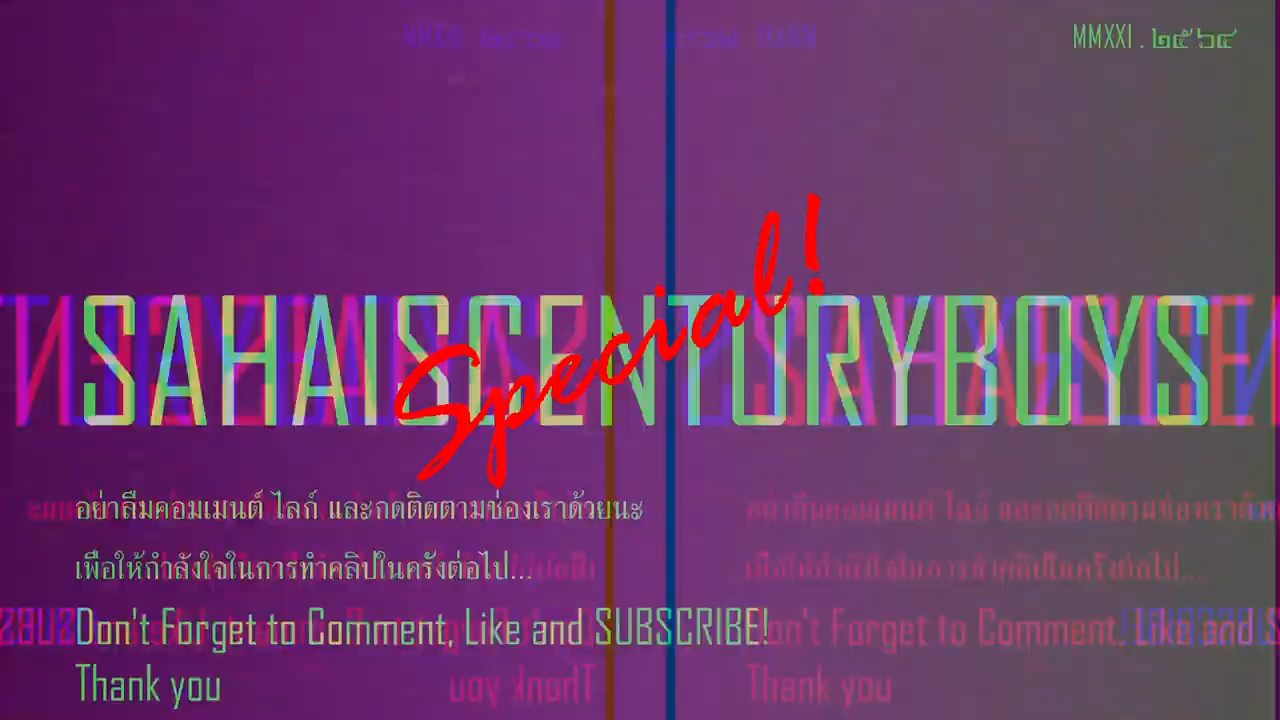 MMXXI . ๒๕๖๔
SAHAISCENTURYBOYS
Special!
อย่าลืมคอมเมนต์ ไลก์ และกดติดตามช่องเราด้วยนะ
เพื่อให้กำลังใจในการทำคลิปในครั้งต่อไป...
Don't Forget to Comment, Like and SUBSCRIBE!
Thank you